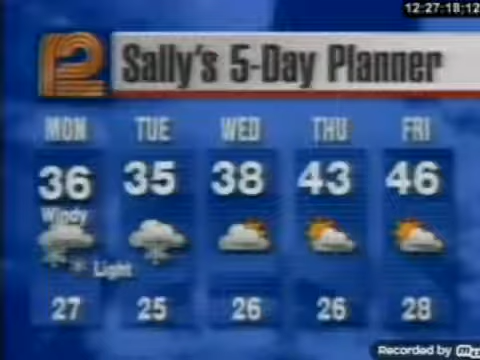 12:27:18;12
2 Sally's 5-Day Planner
MON TUE WED THU FRI
36 35 38 43 46
Windy
Light
27 25 26 26 28
Recorded by